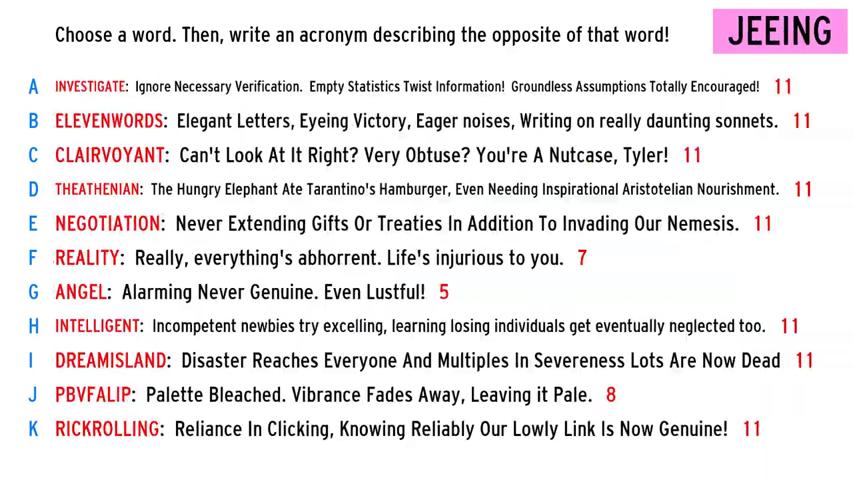 Choose a word. Then, write an acronym describing the opposite of that word!
JEEING
A INVESTIGATE: Ignore Necessary Verification. Empty Statistics Twist Information! Groundless Assumptions Totally Encouraged! 11
B ELEVENWORDS: Elegant Letters, Eyeing Victory, Eager noises, Writing on really daunting sonnets. 11
C CLAIRVOYANT: Can't Look At It Right? Very Obtuse? You're A Nutcase, Tyler! 11
D THEATHENIAN: The Hungry Elephant Ate Tarantino's Hamburger, Even Needing Inspirational Aristotelian Nourishment. 11
E NEGOTIATION: Never Extending Gifts Or Treaties In Addition To Invading Our Nemesis. 11
F REALITY: Really, everything's abhorrent. Life's injurious to you. 7
G ANGEL: Alarming Never Genuine. Even Lustful! 5
H INTELLIGENT: Incompetent newbies try excelling, learning losing individuals get eventually neglected too. 11
I DREAMISLAND: Disaster Reaches Everyone And Multiples In Severeness Lots Are Now Dead 11
J PBVFALIP: Palette Bleached. Vibrance Fades Away, Leaving it Pale. 8
K RICKROLLING: Reliance In Clicking, Knowing Reliably Our Lowly Link Is Now Genuine! 11